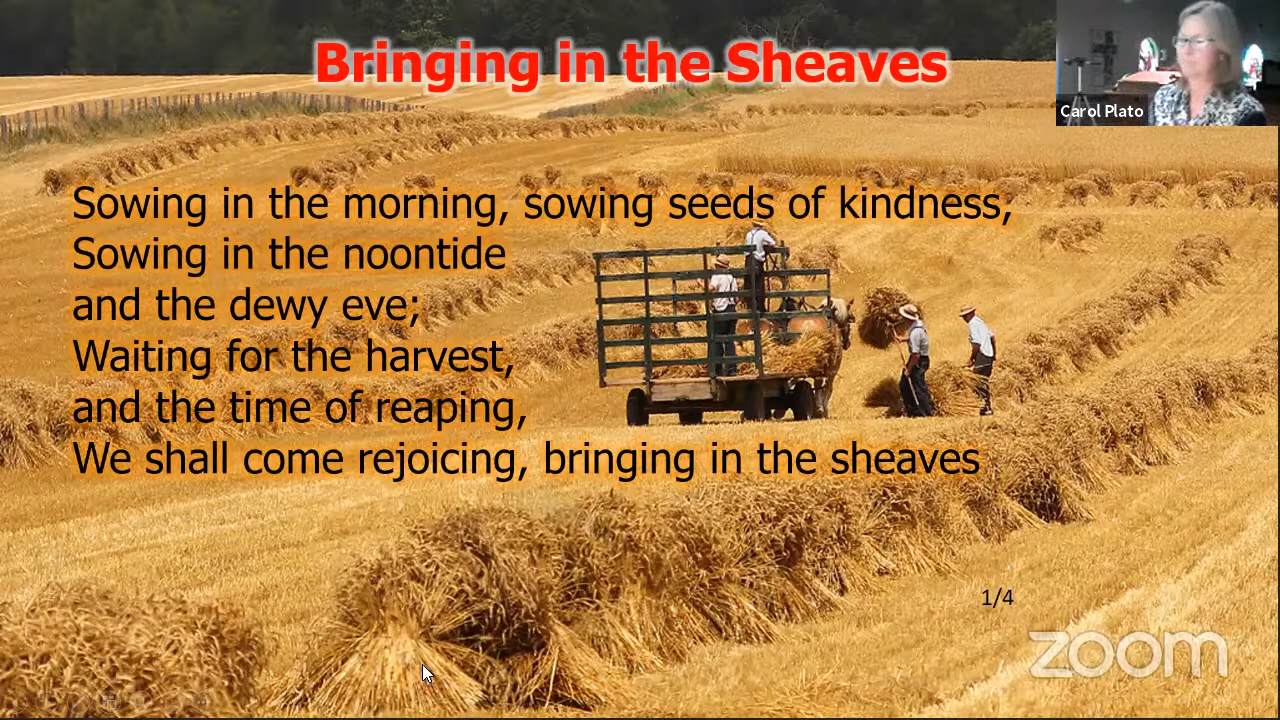 Bringing in the Sheaves
Carol Plato
Sowing in the morning, sowing seeds of kindness,
Sowing in the noontide
and the dewy eve;
Waiting for the harvest,
and the time of reaping,
We shall come rejoicing, bringing in the sheaves
1/4
zoom